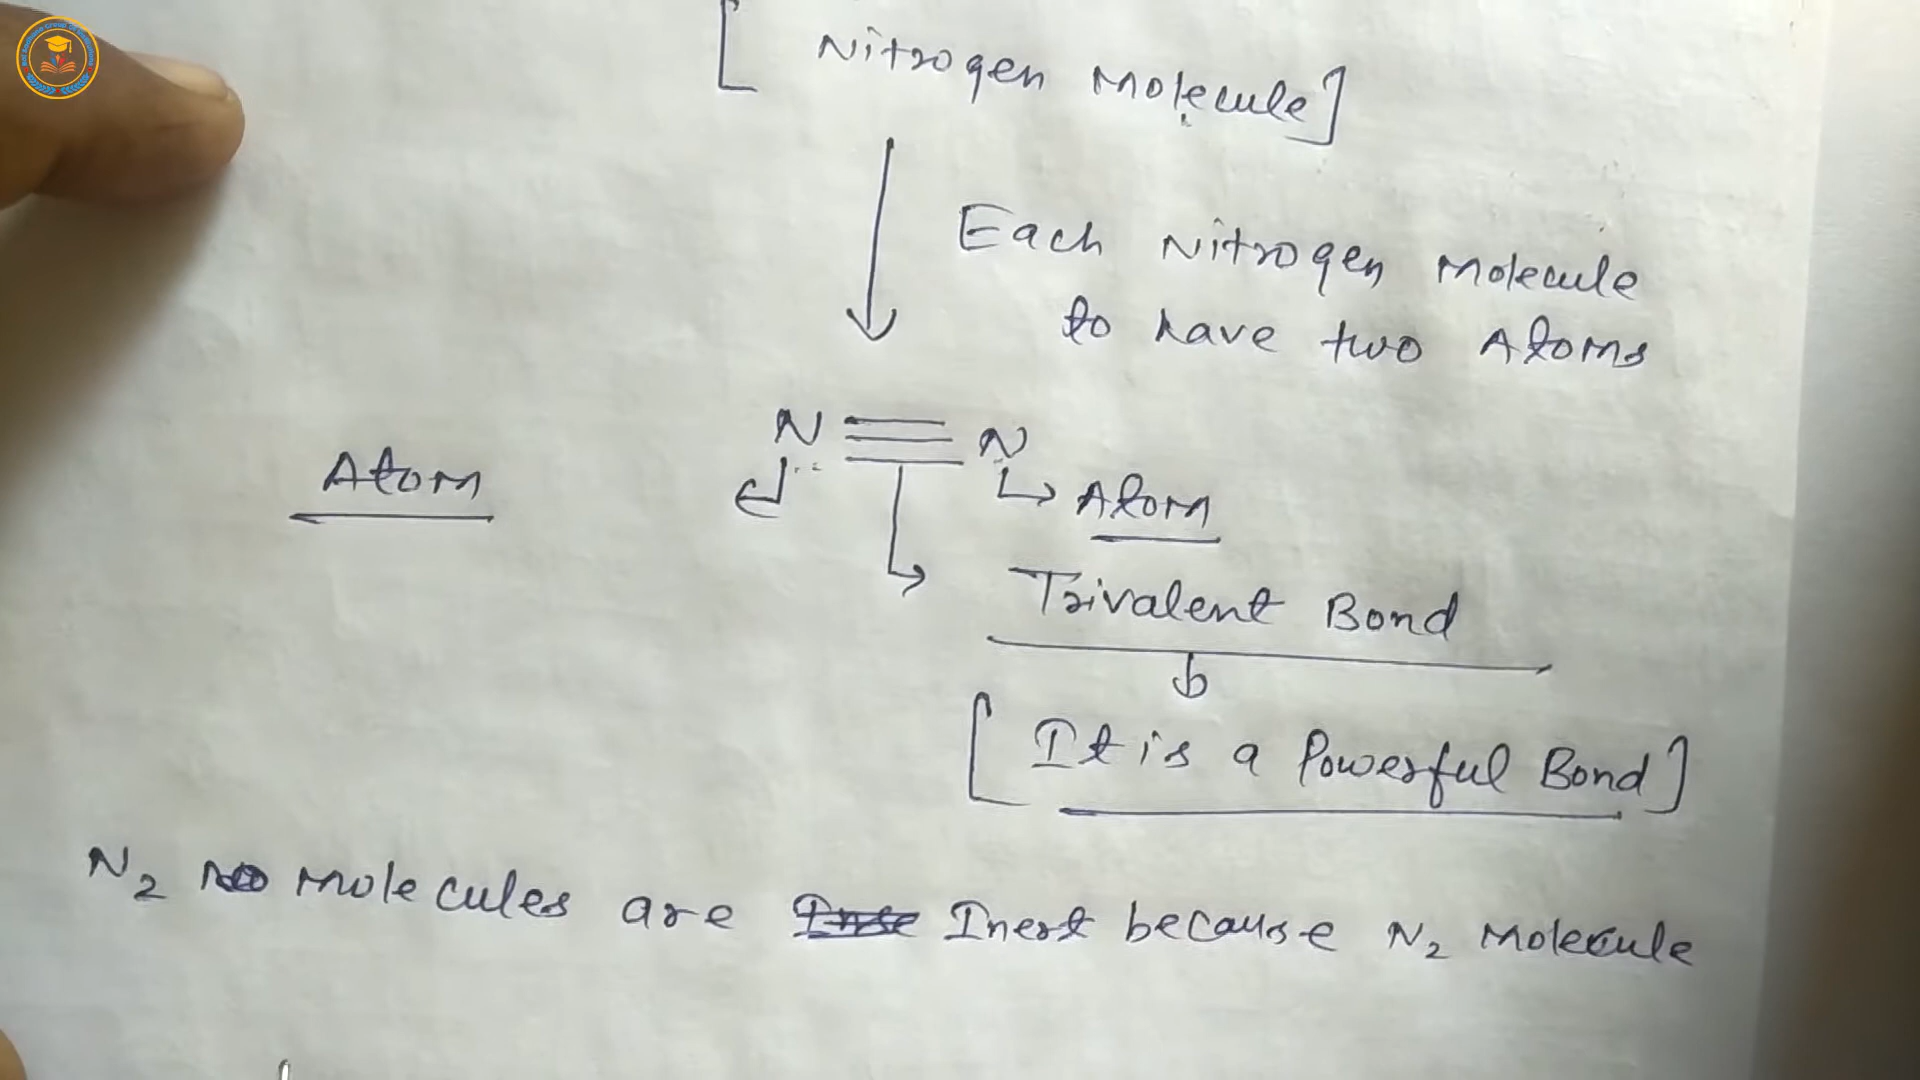 [ Nitrogen Molecule]
Each Nitrogen Molecule
to have two Atoms
N ≡ N
Atom
Atom
Trivalent Bond
[ It is a Powerful Bond]
N2 Molecules are Inert because N2 Molecule